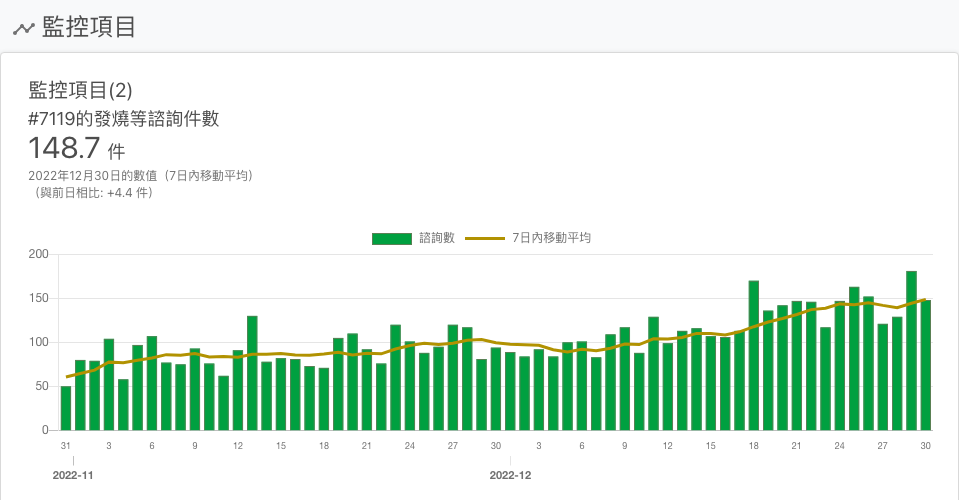 監控項目
監控項目(2)
#7119的發燒等諮詢件數
148.7 件
2022年12月30日的數值（7日內移動平均）
（與前日相比: +4.4 件）
諮詢數 7日內移動平均
200
150
100
50
0
31 3 6 9 12 15 18 21 24 27 30 3 6 9 12 15 18 21 24 27 30
2022-11 2022-12